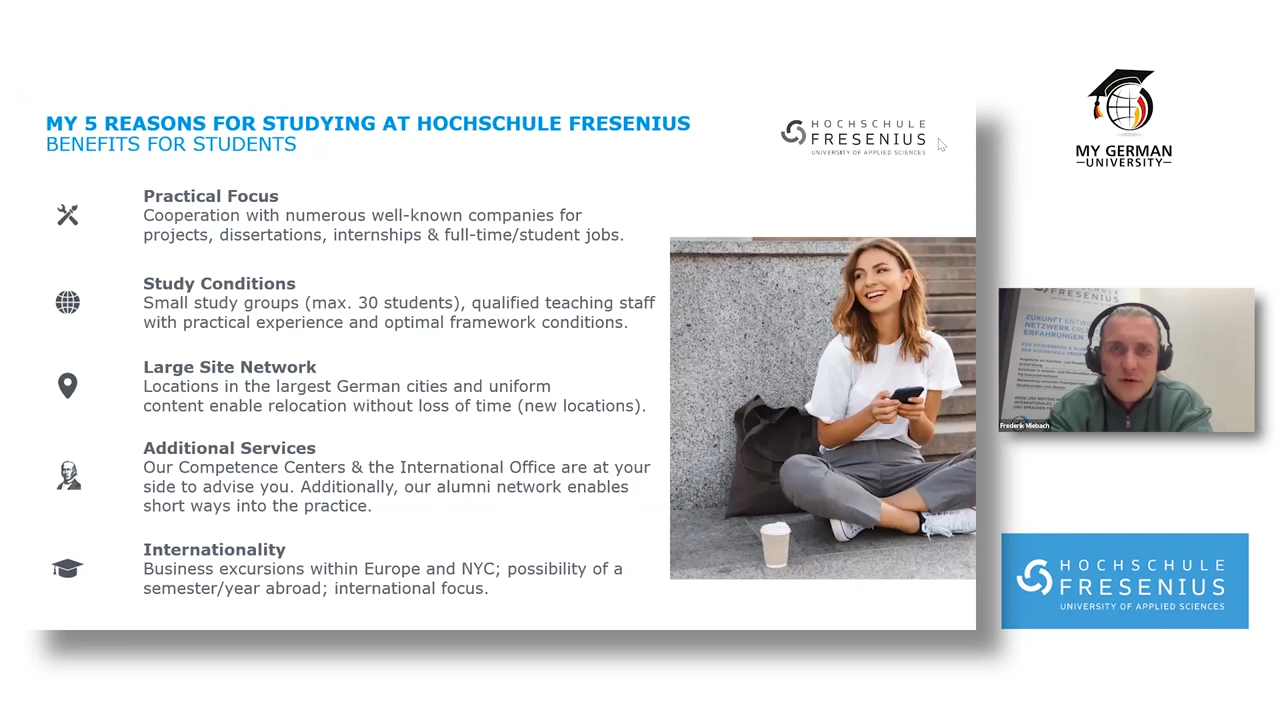 MY 5 REASONS FOR STUDYING AT HOCHSCHULE FRESENIUS
BENEFITS FOR STUDENTS
HOCHSCHULE
FRESENIUS
UNIVERSITY OF APPLIED SCIENCES
Practical Focus
Cooperation with numerous well-known companies for
projects, dissertations, internships & full-time/student jobs.
Study Conditions
Small study groups (max. 30 students), qualified teaching staff
with practical experience and optimal framework conditions.
Large Site Network
Locations in the largest German cities and uniform
content enable relocation without loss of time (new locations).
Additional Services
Our Competence Centers & the International Office are at your
side to advise you. Additionally, our alumni network enables
short ways into the practice.
Internationality
Business excursions within Europe and NYC; possibility of a
semester/year abroad; international focus.
MY GERMAN
UNIVERSITY
FRESENIUS
ZUKUNFT
NETZWERK
ERFAHRUNGEN
Frederik Miebach
HOCHSCHULE
FRESENIUS
UNIVERSITY OF APPLIED SCIENCES